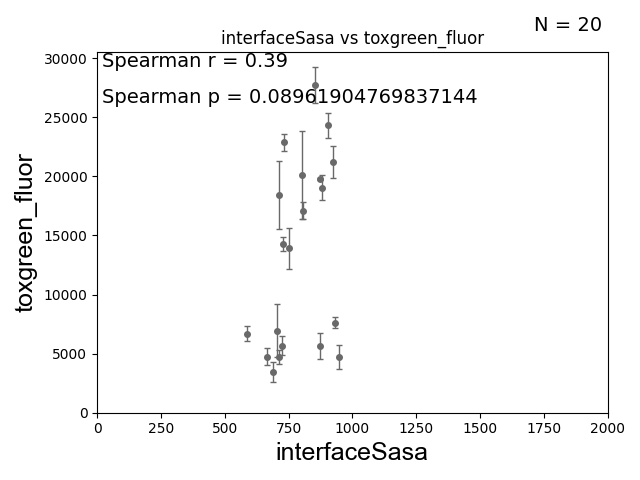 N = 20
interfaceSasa vs toxgreen_fluor
Spearman r = 0.39
Spearman p = 0.08961904769837144
30000
25000
20000
15000
10000
5000
0
toxgreen_fluor
0 250 500 750 1000 1250 1500 1750 2000
interfaceSasa